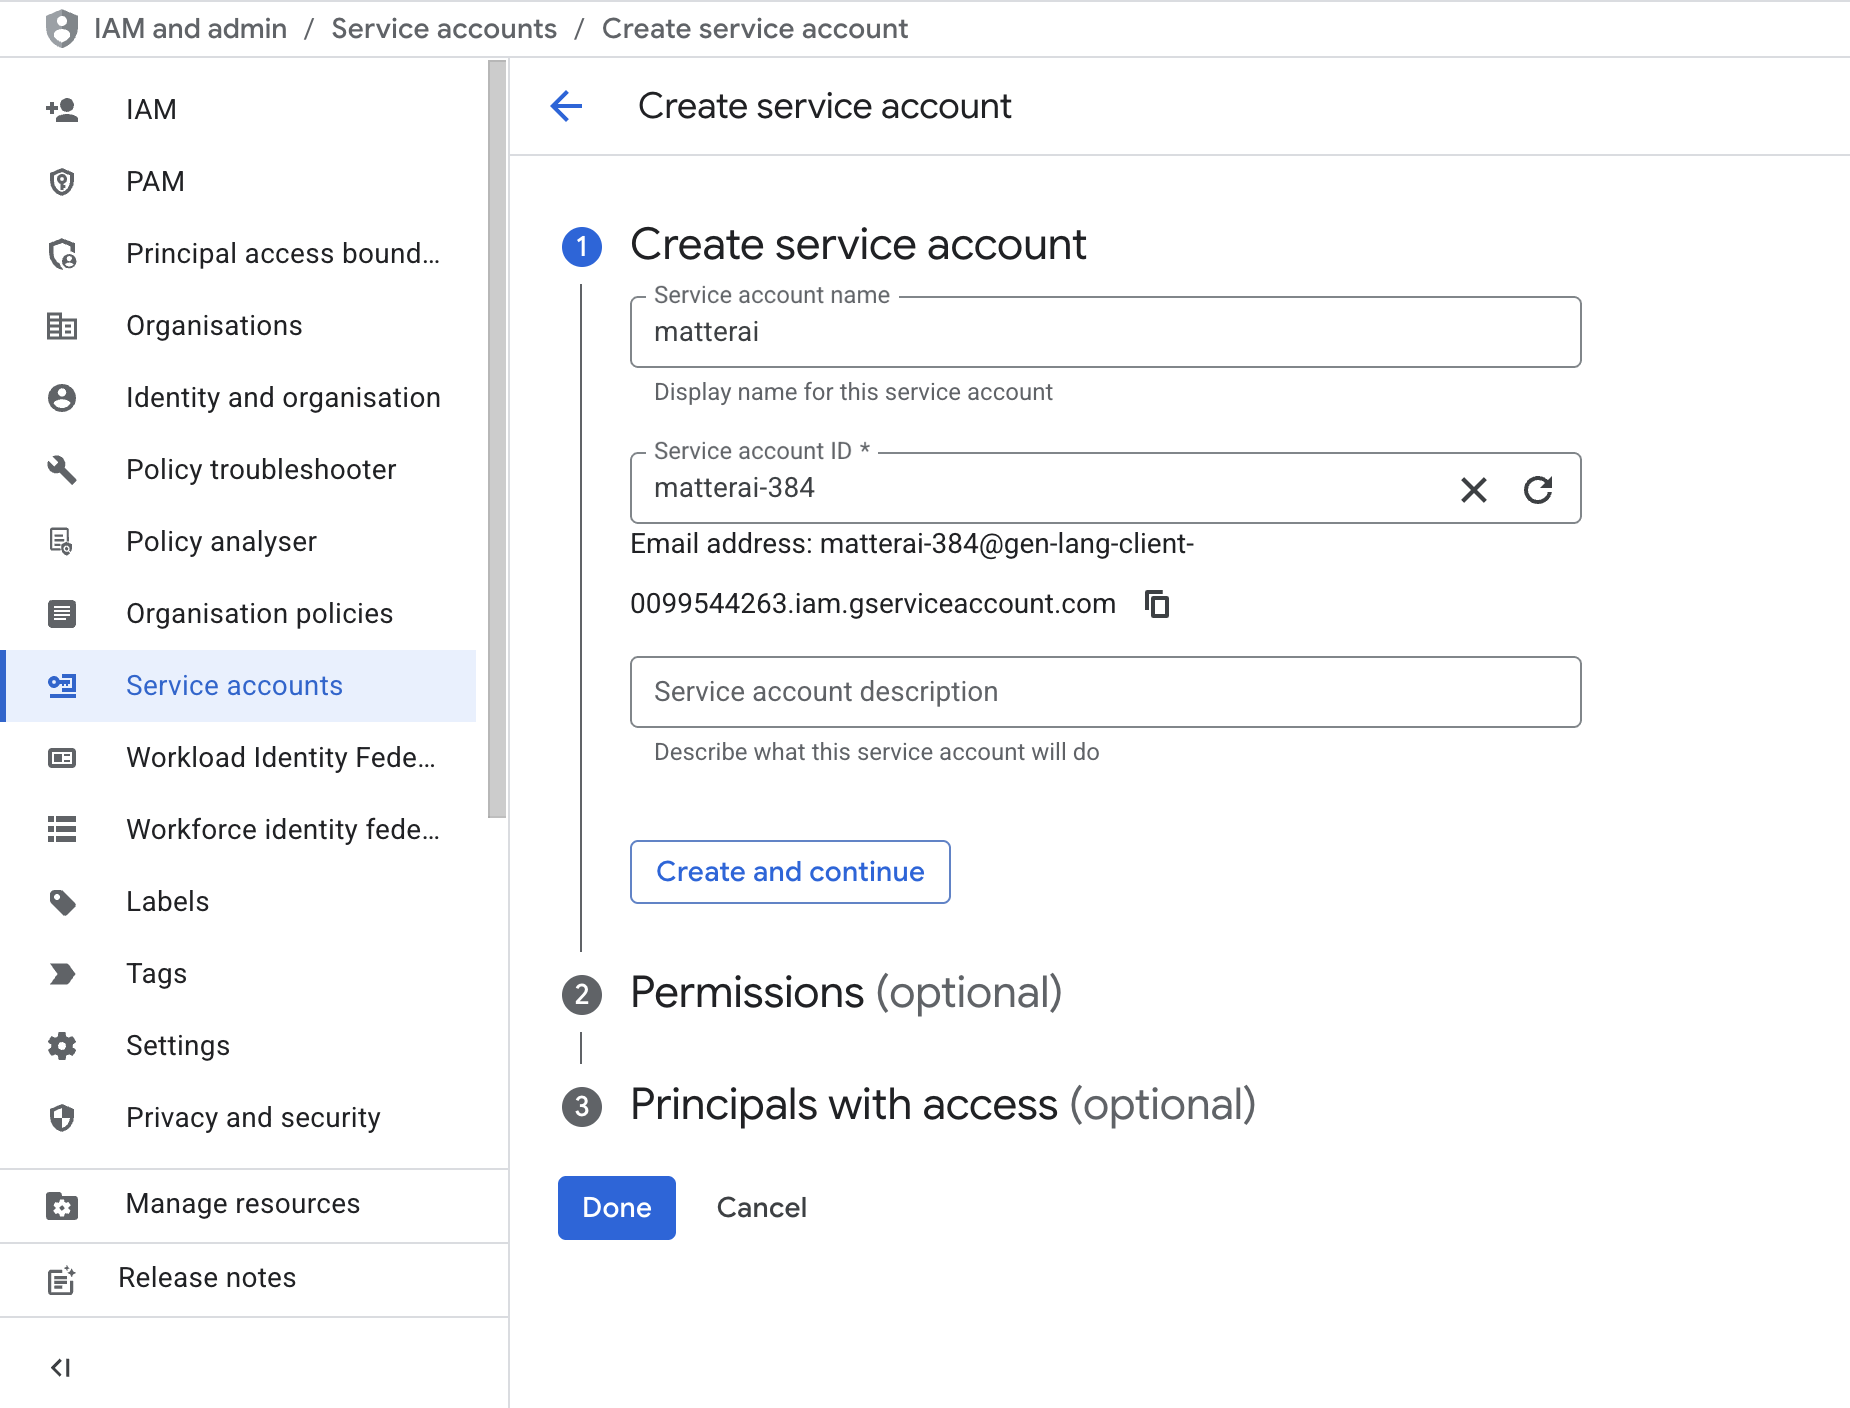 IAM and admin / Service accounts / Create service account
IAM
PAM
Principal access bound...
Organisations
Identity and organisation
Policy troubleshooter
Policy analyser
Organisation policies
Service accounts
Workload Identity Fede...
Workforce identity fede...
Labels
Tags
Settings
Privacy and security
Manage resources
Release notes
Create service account
1 Create service account
Service account name
matterai
Display name for this service account
Service account ID *
matterai-384
Email address: matterai-384@gen-lang-client-
0099544263.iam.gserviceaccount.com
Service account description
Describe what this service account will do
Create and continue
2 Permissions (optional)
3 Principals with access (optional)
Done Cancel